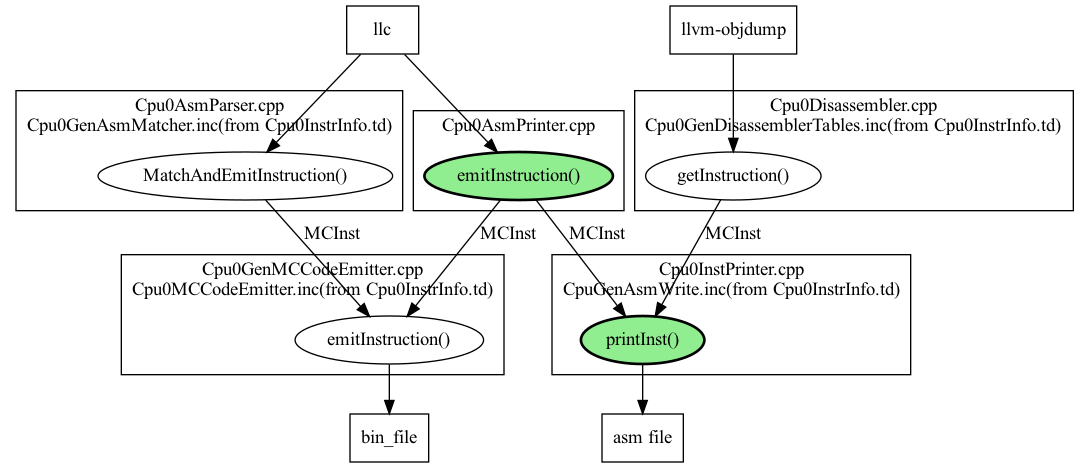 llc
llvm-objdump
Cpu0AsmParser.cpp
Cpu0GenAsmMatcher.inc(from Cpu0InstrInfo.td)
MatchAndEmitInstruction()
Cpu0AsmPrinter.cpp
emitInstruction()
Cpu0Disassembler.cpp
Cpu0GenDisassemblerTables.inc(from Cpu0InstrInfo.td)
getInstruction()
MCInst
MCInst
MCInst
MCInst
Cpu0GenMCCodeEmitter.cpp
Cpu0MCCodeEmitter.inc(from Cpu0InstrInfo.td)
emitInstruction()
Cpu0InstPrinter.cpp
CpuGenAsmWrite.inc(from Cpu0InstrInfo.td)
printInst()
bin_file
asm file